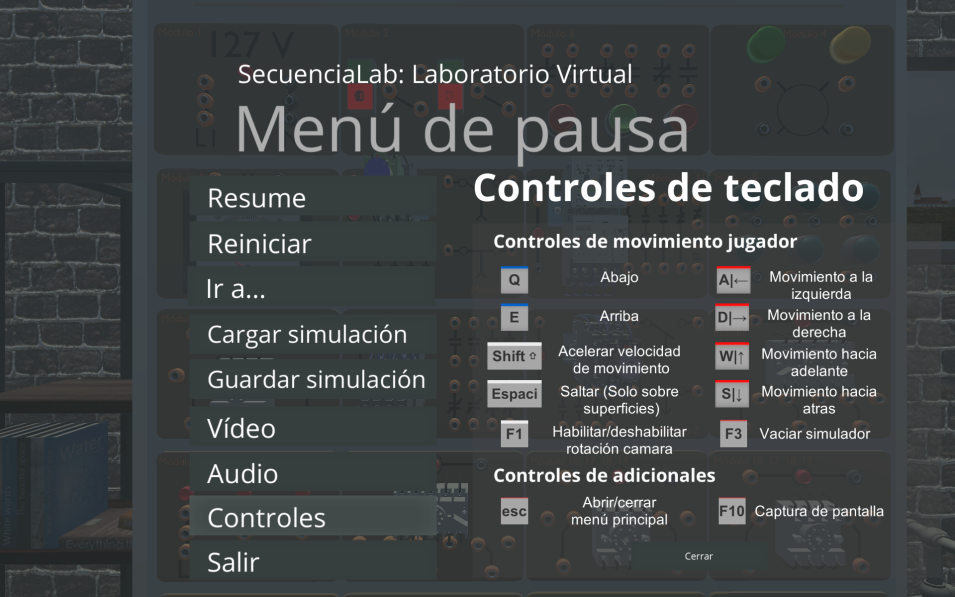 127 V
SecuenciaLab: Laboratorio Virtual
Menú de pausa
Resume
Reiniciar
Ir a...
Cargar simulación
Guardar simulación
Vídeo
Audio
Controles
Salir
Controles de teclado
Controles de movimiento jugador
Q Abajo
A|← Movimiento a la
izquierda
E Arriba
D|→ Movimiento a la
derecha
Shift ⇧ Acelerar velocidad
de movimiento
W|↑ Movimiento hacia
adelante
Espaci Saltar (Solo sobre
superficies)
S|↓ Movimiento hacia
atras
F1 Habilitar/deshabilitar
rotación camara
F3 Vaciar simulador
Controles de adicionales
esc Abrir/cerrar
menú principal
F10 Captura de pantalla
Cerrar